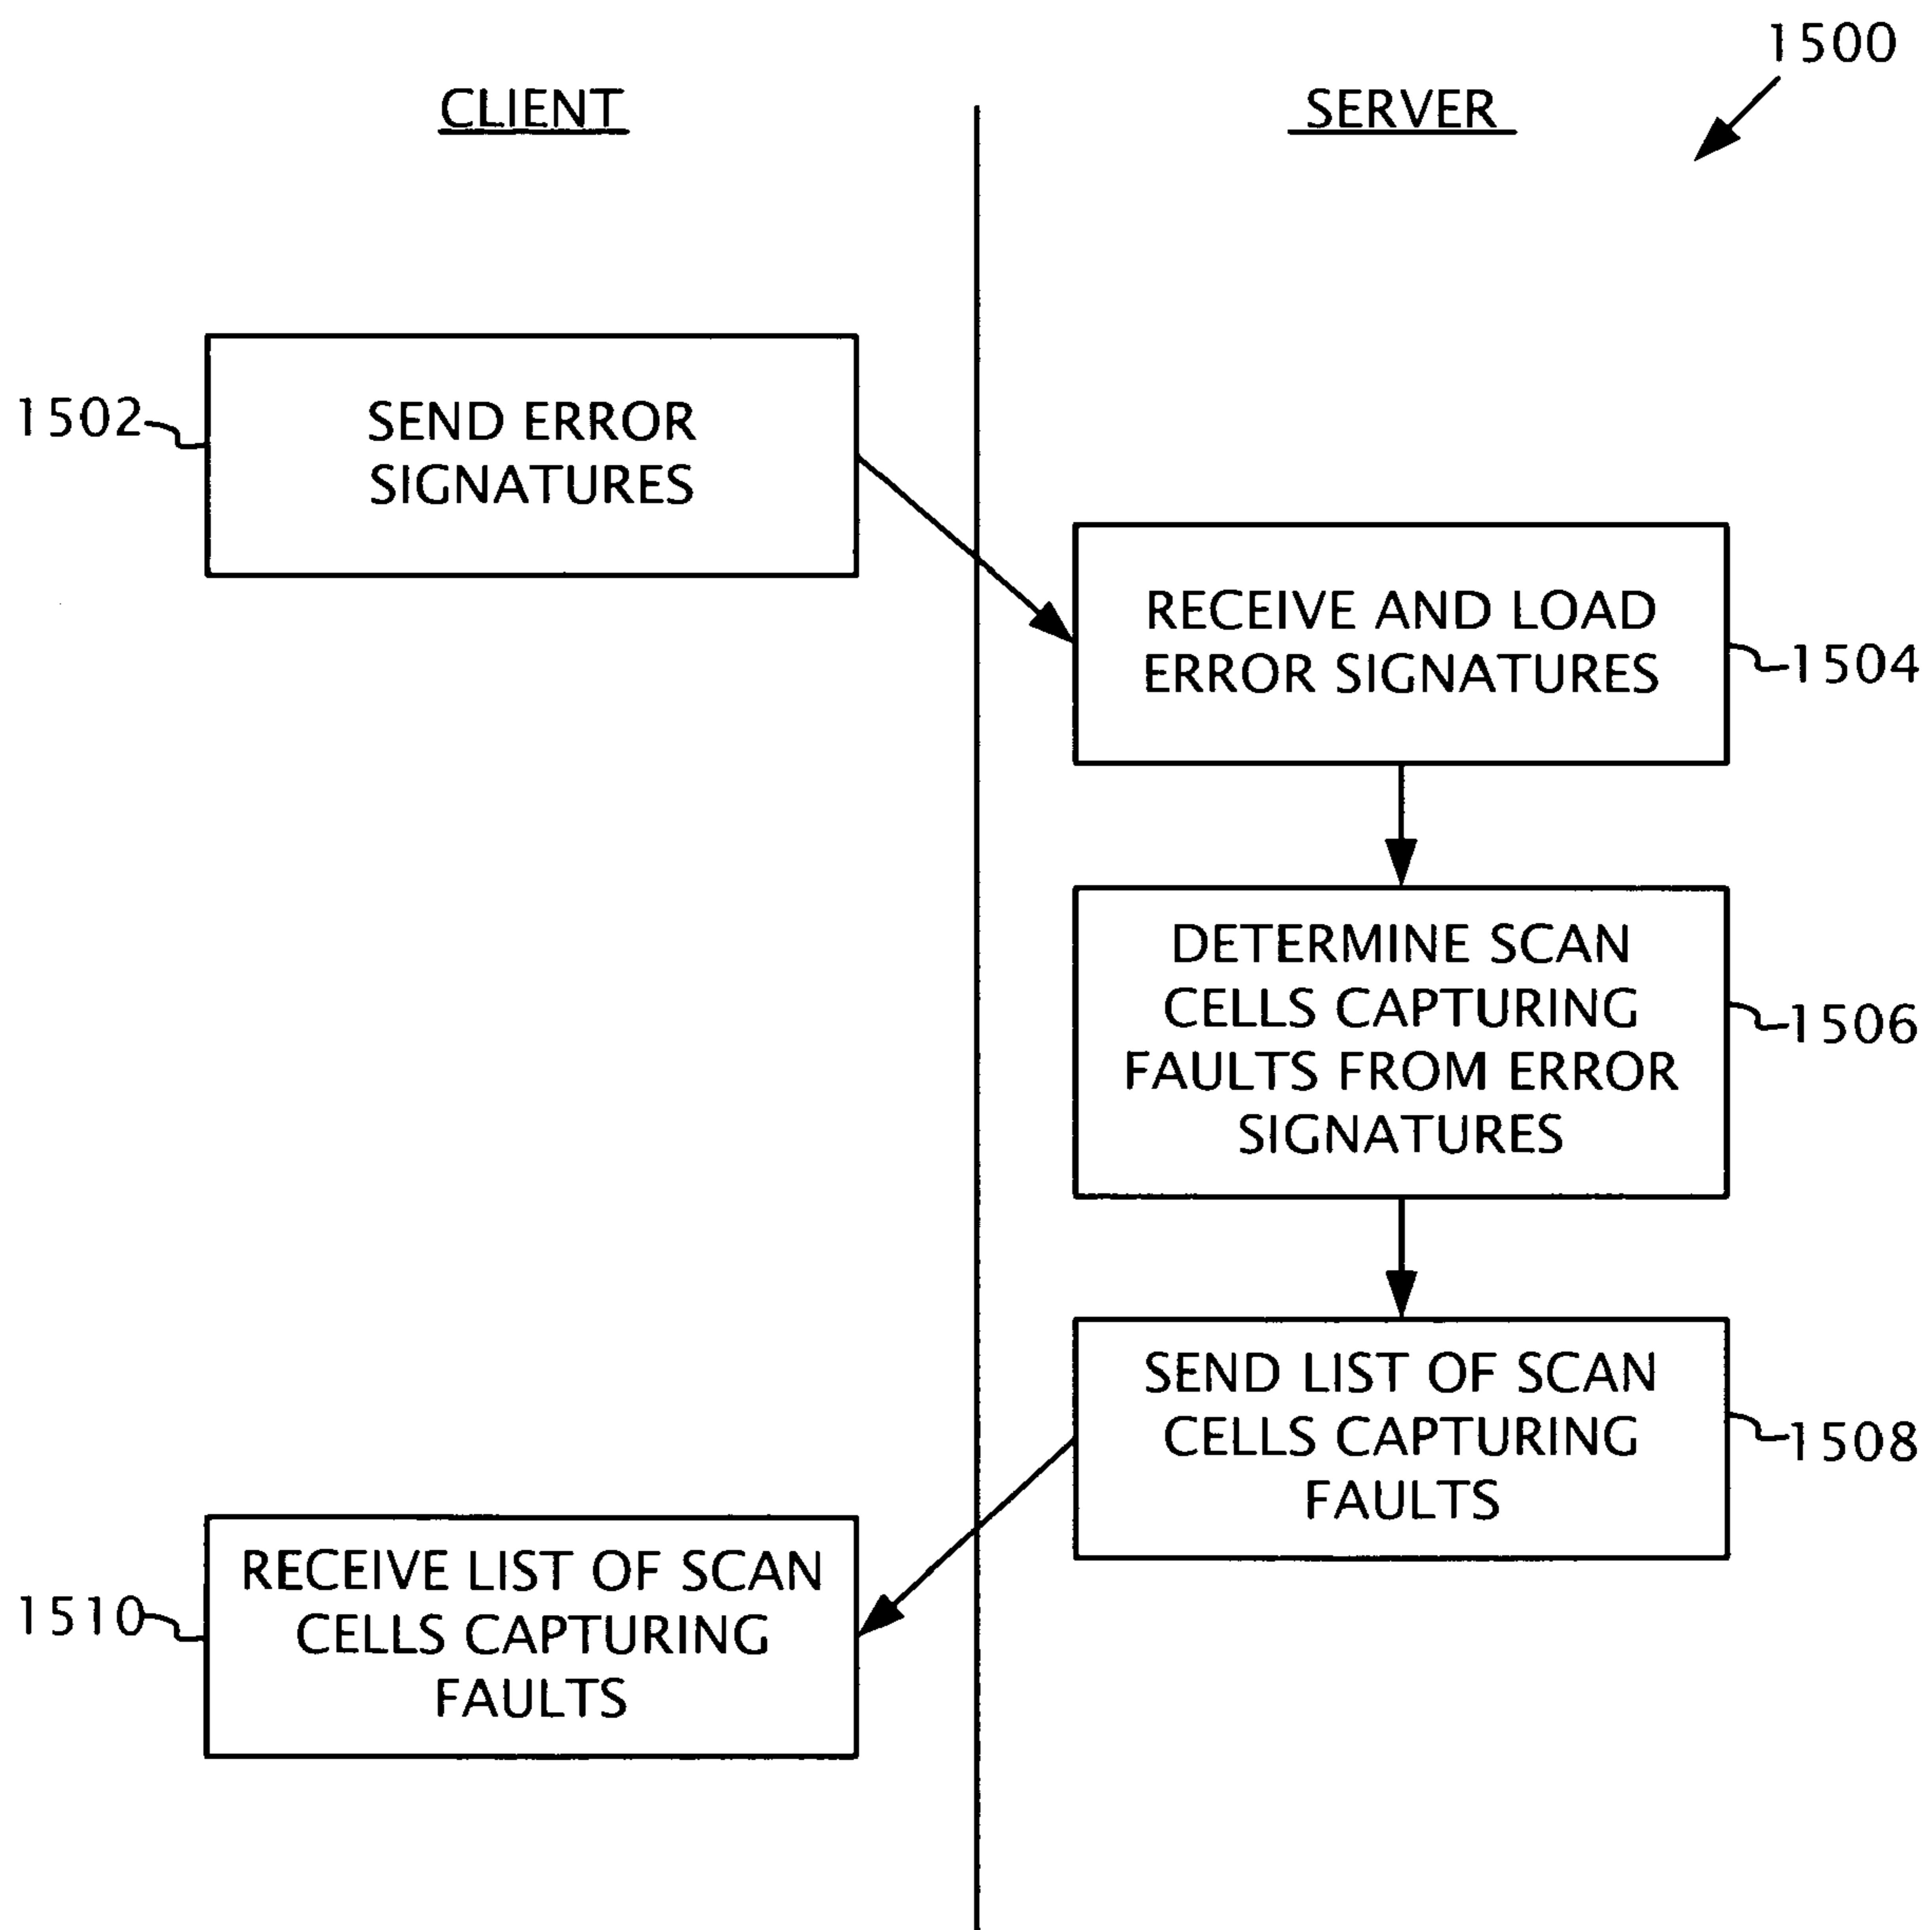 1500
CLIENT
SERVER
1502
SEND ERROR
SIGNATURES
RECEIVE AND LOAD
ERROR SIGNATURES
1504
DETERMINE SCAN
CELLS CAPTURING
FAULTS FROM ERROR
SIGNATURES
1506
SEND LIST OF SCAN
CELLS CAPTURING
FAULTS
1508
RECEIVE LIST OF SCAN
CELLS CAPTURING
FAULTS
1510